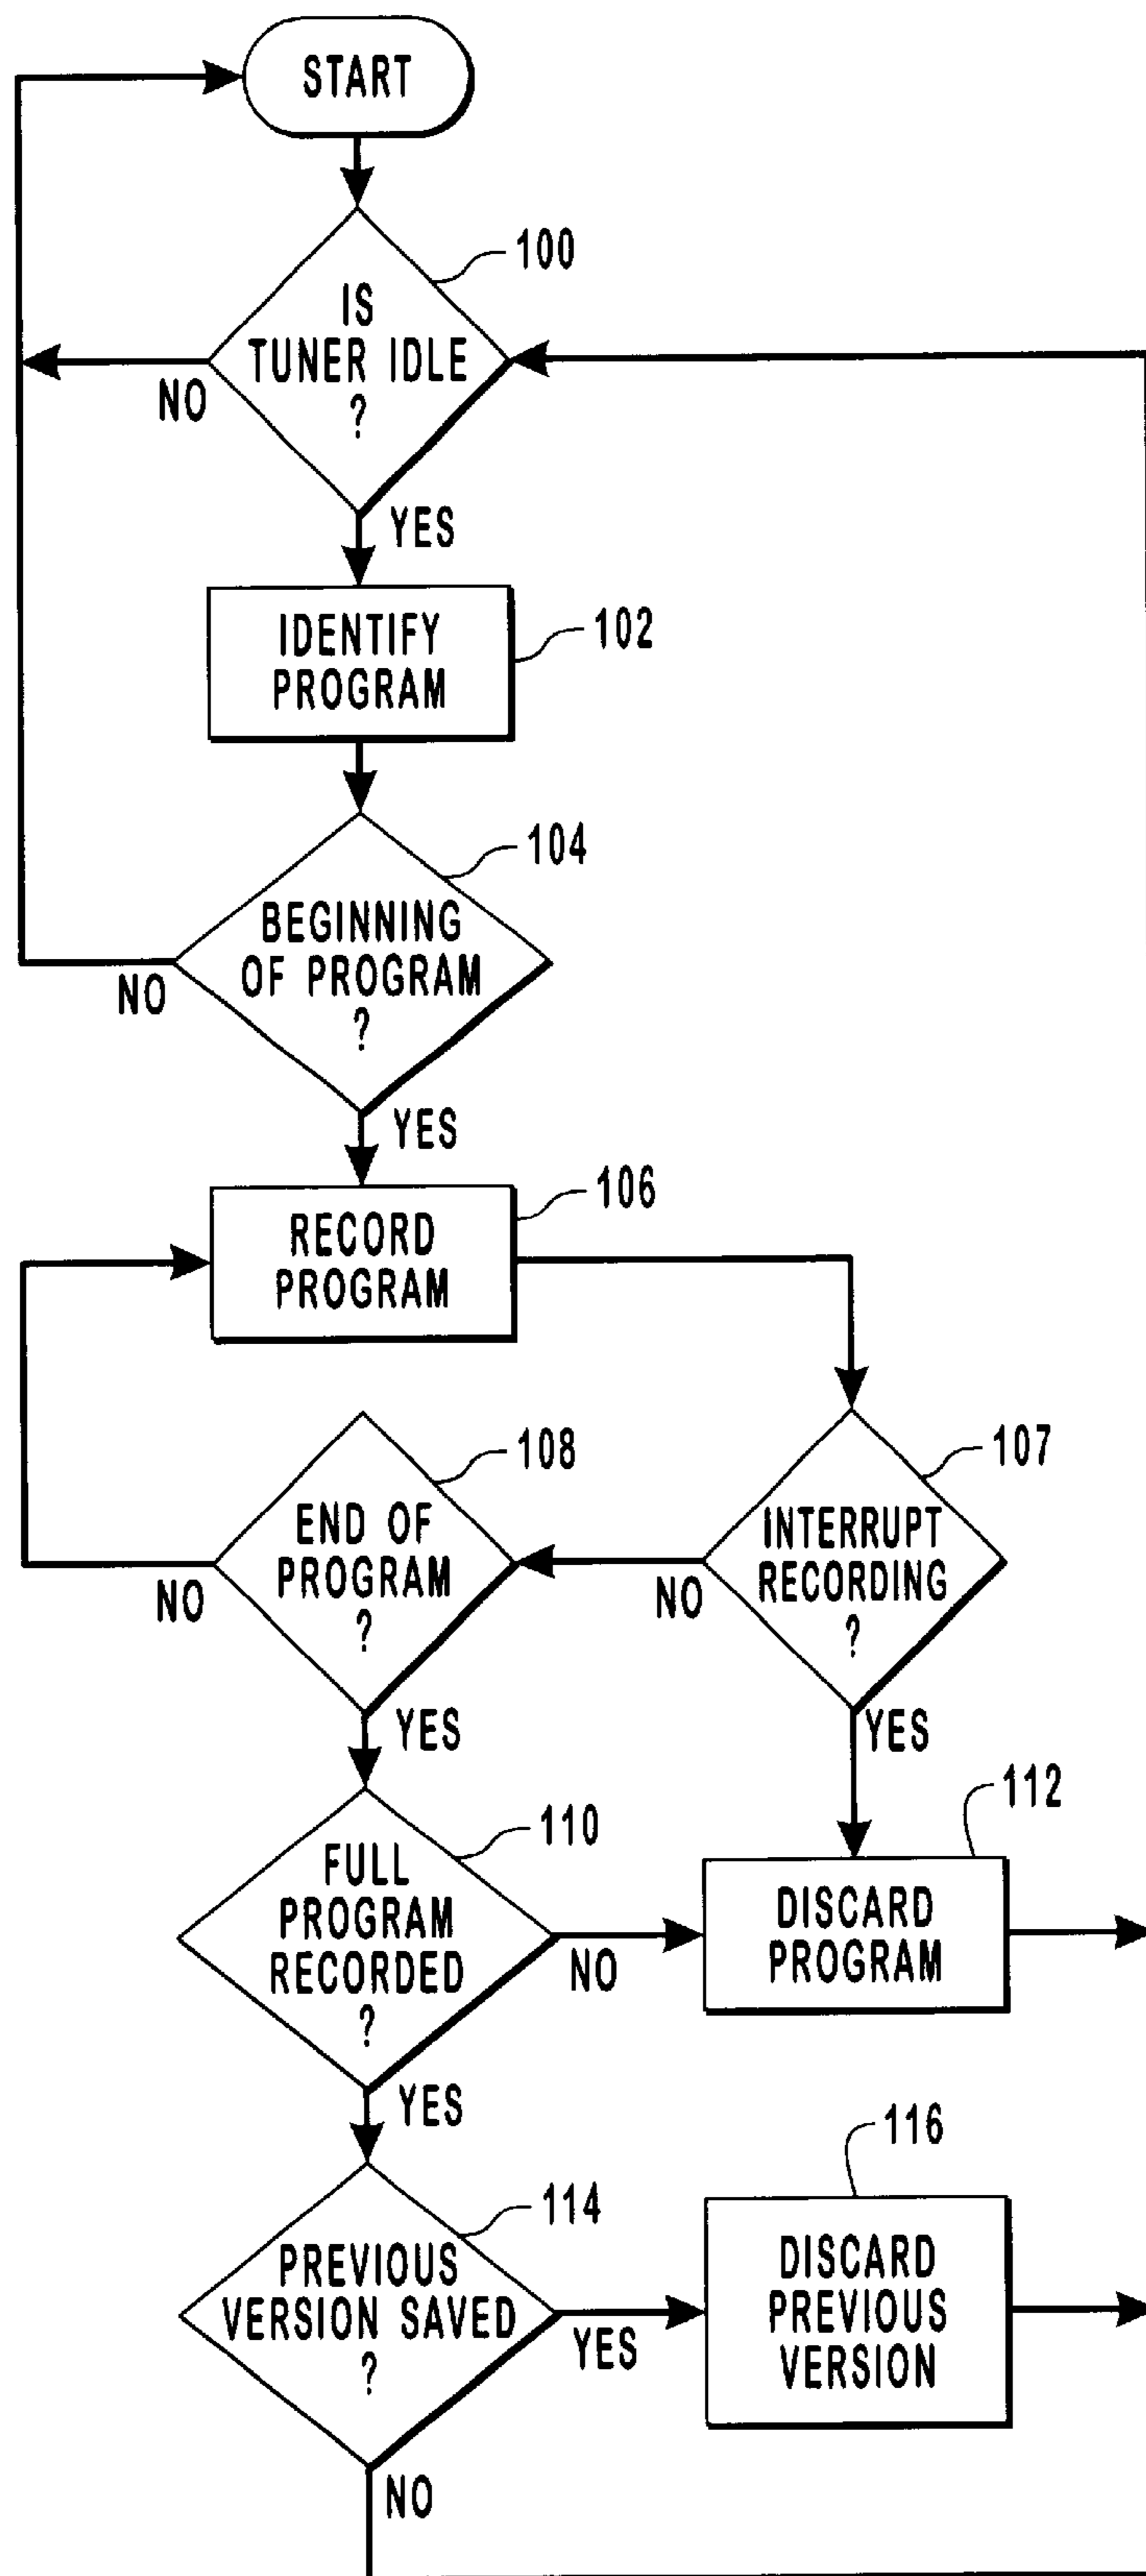 START
100
IS
TUNER IDLE
?
NO
YES
IDENTIFY
PROGRAM
102
104
BEGINNING
OF PROGRAM
?
NO
YES
106
RECORD
PROGRAM
108
END OF
PROGRAM
?
NO
YES
107
INTERRUPT
RECORDING
?
NO
YES
110
FULL
PROGRAM
RECORDED
?
NO
YES
112
DISCARD
PROGRAM
114
PREVIOUS
VERSION SAVED
?
YES
NO
116
DISCARD
PREVIOUS
VERSION